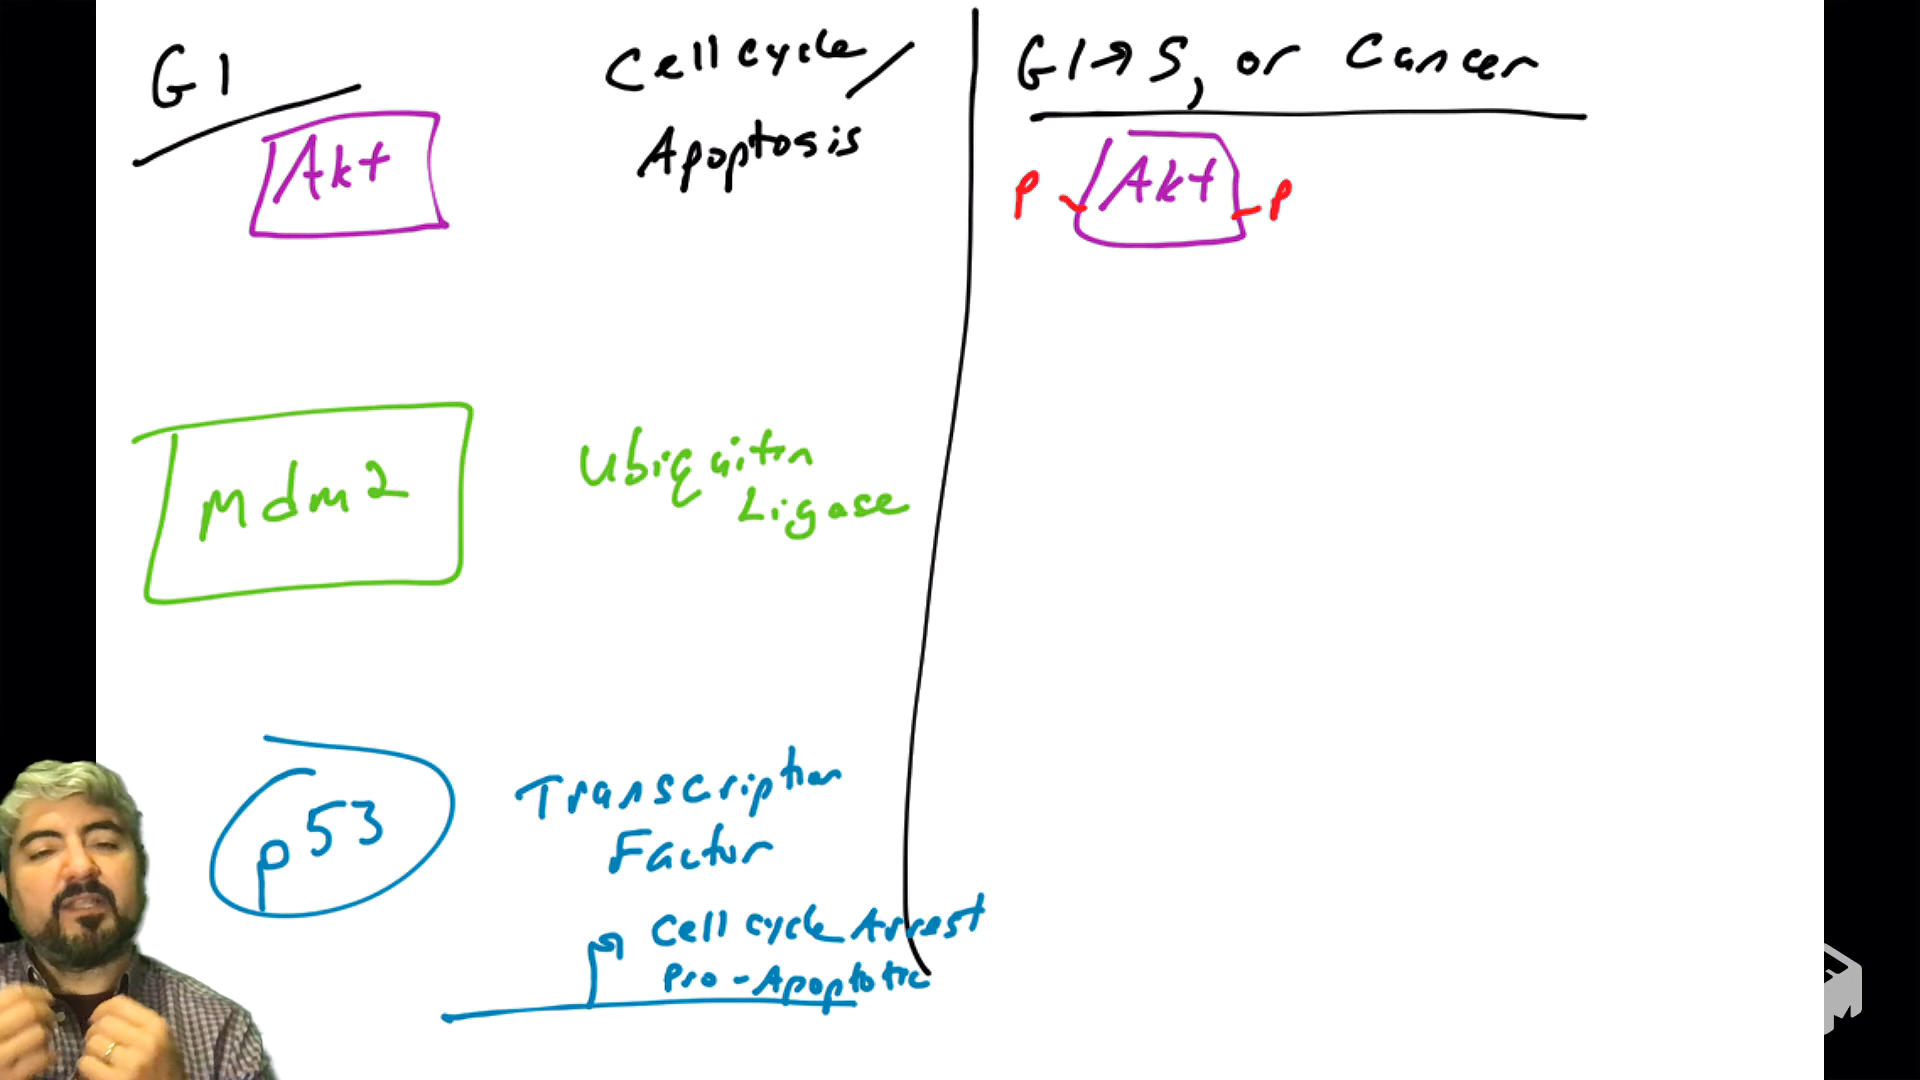 G1
Cell cycle/
Apoptosis
Akt
Mdm2
Ubiquitin
Ligase
p53
Transcription
Factor
Cell cycle Arrest
Pro-Apoptotic
G1→S, or Cancer
P Akt P